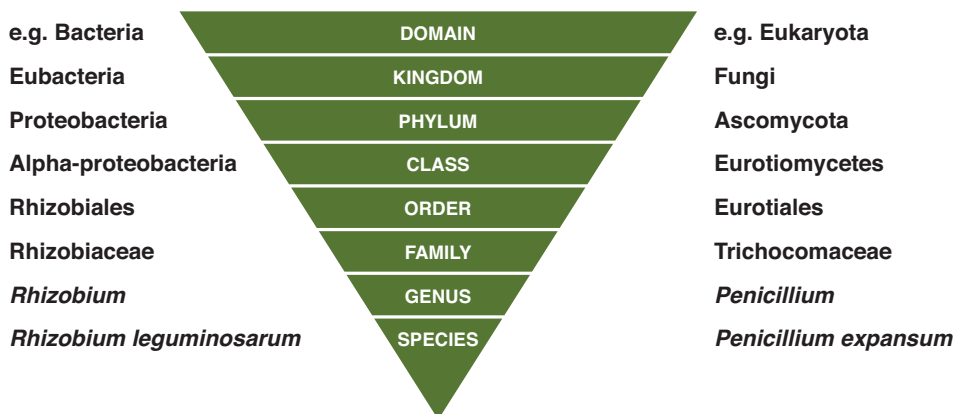 e.g. Bacteria DOMAIN e.g. Eukaryota
Eubacteria KINGDOM Fungi
Proteobacteria PHYLUM Ascomycota
Alpha-proteobacteria CLASS Eurotiomycetes
Rhizobiales ORDER Eurotiales
Rhizobiaceae FAMILY Trichocomaceae
Rhizobium GENUS Penicillium
Rhizobium leguminosarum SPECIES Penicillium expansum